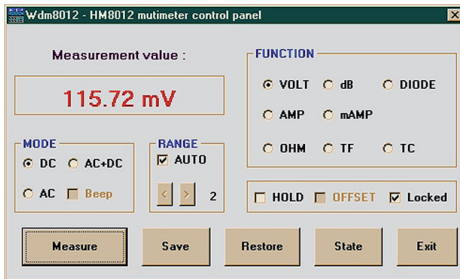 Wdm8012 - HM8012 mutimeter control panel
Measurement value :
115.72 mV
FUNCTION
VOLT dB DIODE
AMP mAMP
OHM TF TC
MODE
DC AC+DC
AC Beep
RANGE
AUTO
< > 2
HOLD OFFSET Locked
Measure Save Restore State Exit